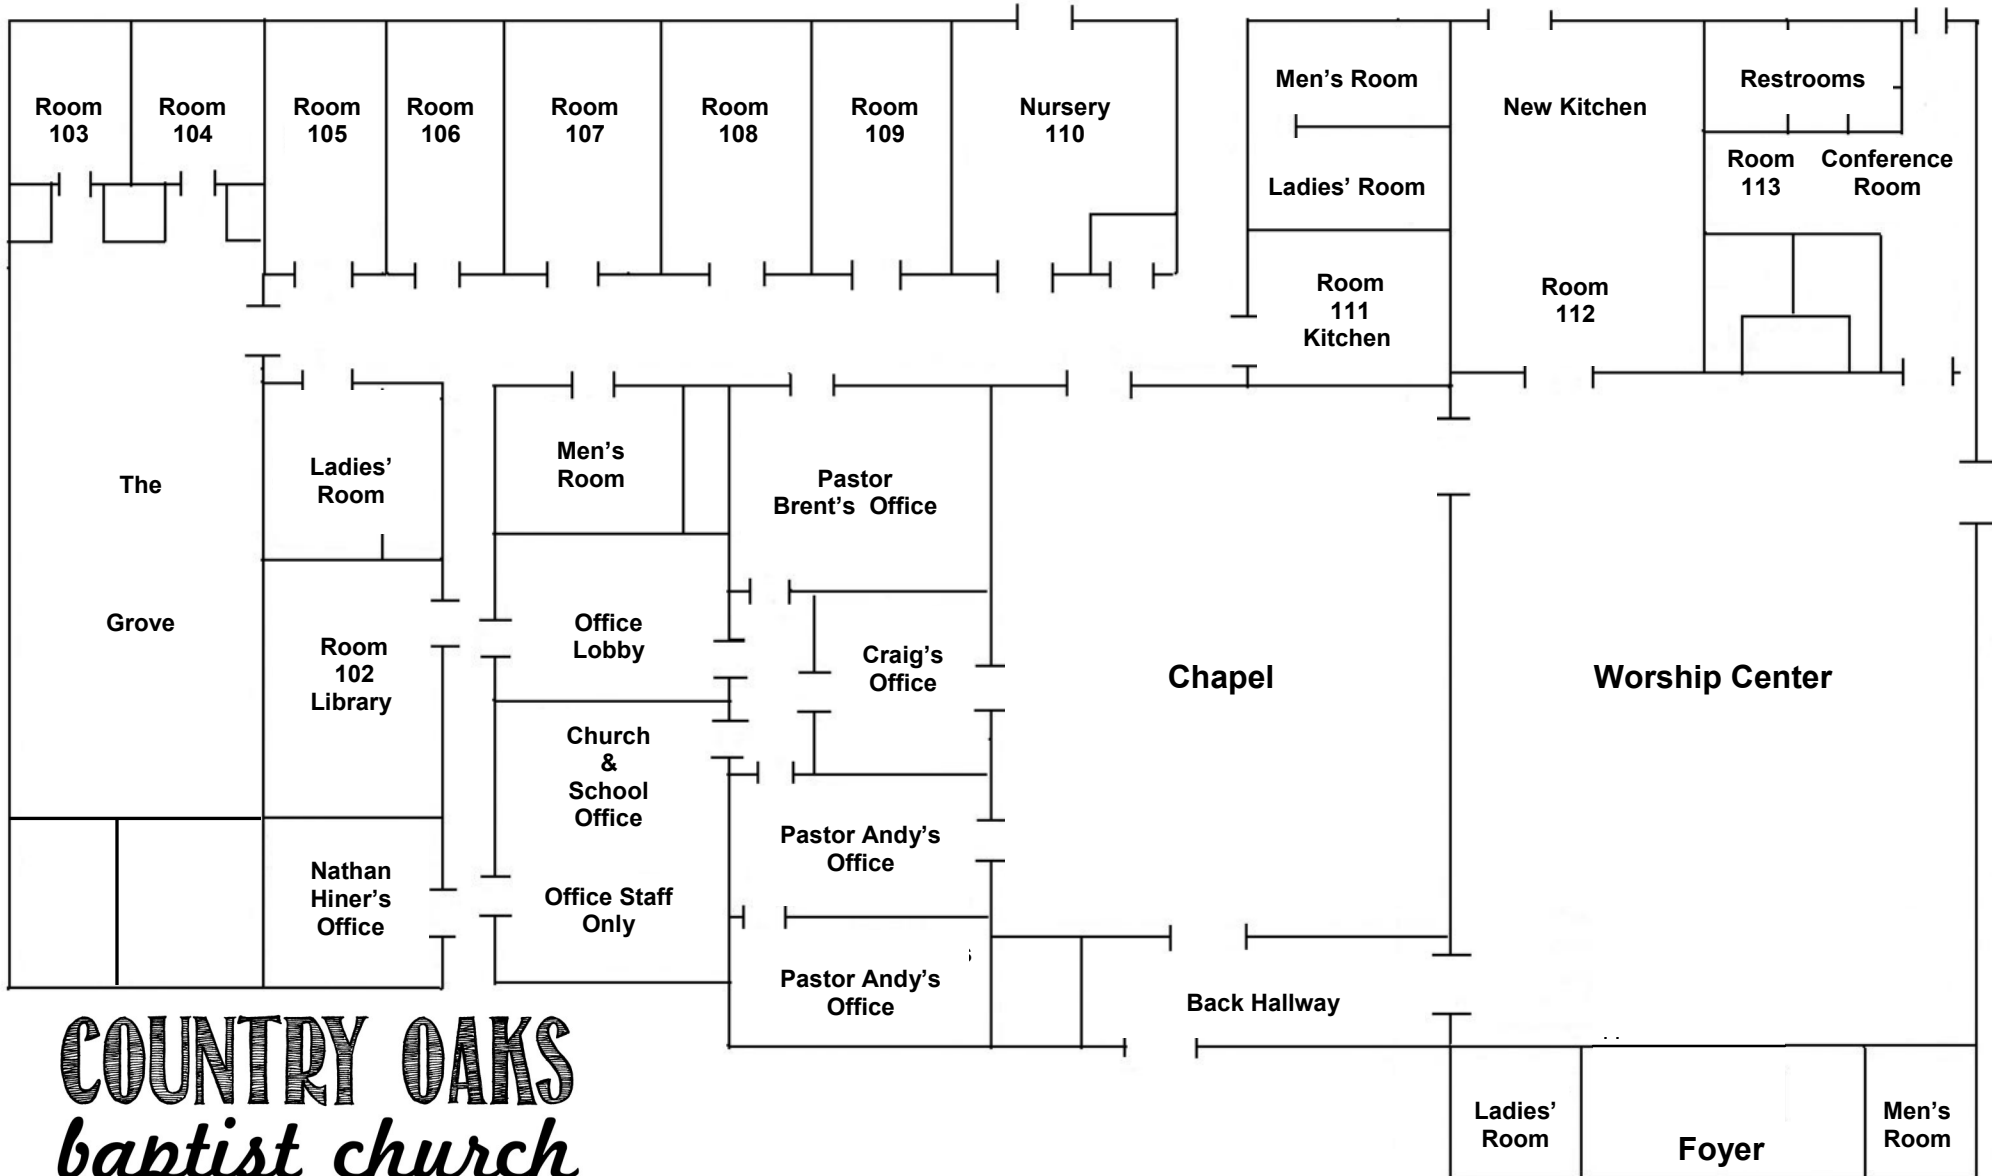 Room
103
Room
104
Room
105
Room
106
Room
107
Room
108
Room
109
Nursery
110
Men's Room
Ladies' Room
New Kitchen
Restrooms
Room
113
Conference
Room
Room
111
Kitchen
Room
112
The
Grove
Ladies'
Room
Men's
Room
Pastor
Brent's Office
Room
102
Library
Office
Lobby
Craig's
Office
Chapel
Worship Center
Church
&
School
Office
Office Staff
Only
Pastor Andy's
Office
Nathan
Hiner's
Office
Pastor Andy's
Office
Back Hallway
Ladies'
Room
Foyer
Men's
Room
COUNTRY OAKS
baptist church